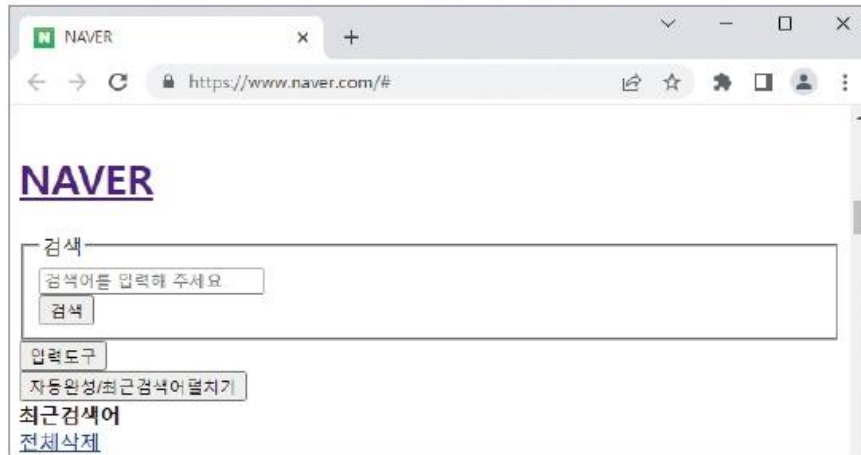 NAVER
https://www.naver.com/#
NAVER
검색
검색어를 입력해 주세요
검색
입력도구
자동완성/최근검색어펼치기
최근검색어
전체삭제